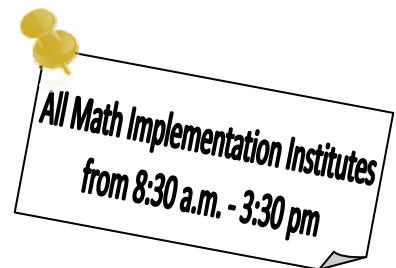 All Math Implementation Institutes
from 8:30 a.m. - 3:30 pm